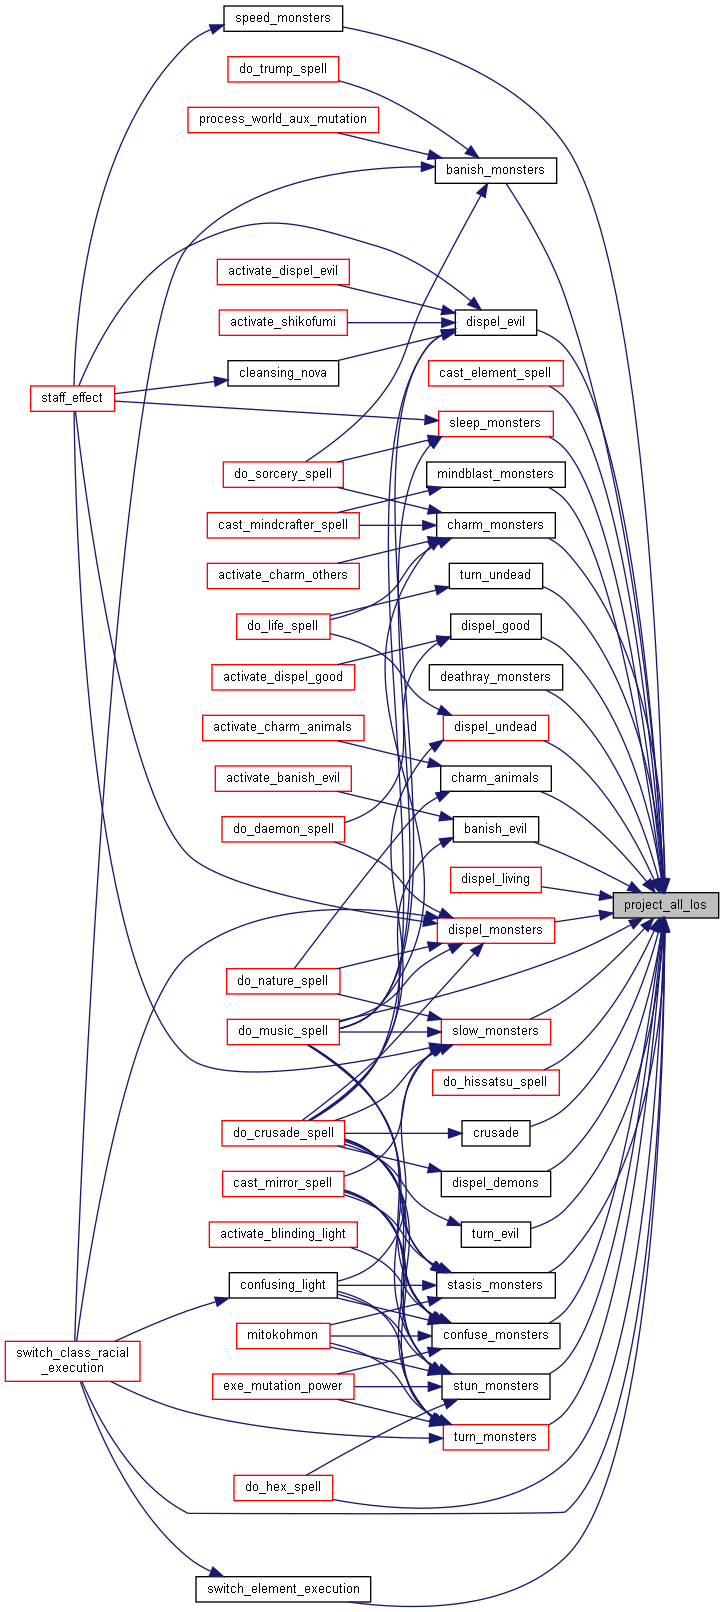 speed_monsters
do_trump_spell
process_world_aux_mutation
banish_monsters
activate_dispel_evil
activate_shikofumi
dispel_evil
cleansing_nova
cast_element_spell
staff_effect
sleep_monsters
do_sorcery_spell
mindblast_monsters
cast_mindcrafter_spell
charm_monsters
activate_charm_others
turn_undead
do_life_spell
dispel_good
activate_dispel_good
deathray_monsters
activate_charm_animals
dispel_undead
activate_banish_evil
charm_animals
do_daemon_spell
banish_evil
dispel_living
project_all_los
dispel_monsters
do_nature_spell
do_music_spell
slow_monsters
do_hissatsu_spell
do_crusade_spell
crusade
cast_mirror_spell
dispel_demons
activate_blinding_light
turn_evil
confusing_light
stasis_monsters
mitokohmon
confuse_monsters
switch_class_racial
_execution
exe_mutation_power
stun_monsters
turn_monsters
do_hex_spell
switch_element_execution